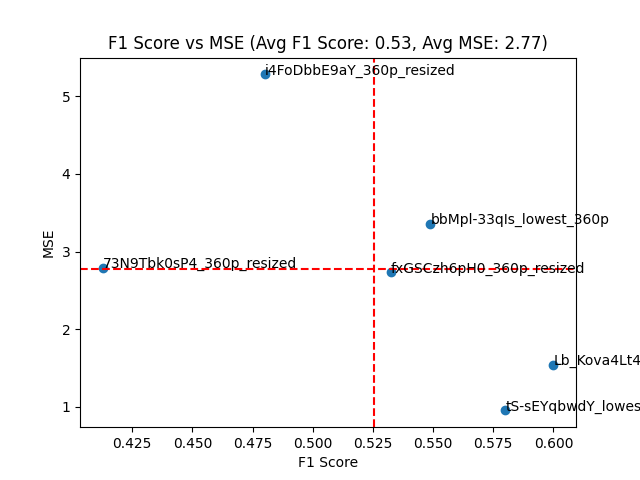 F1 Score vs MSE (Avg F1 Score: 0.53, Avg MSE: 2.77)
i4FoDbbE9aY_360p_resized
bbMpl-33qIs_lowest_360p
73N9Tbk0sP4_360p_resized
fxGSCzh6pH0_360p_resized
Lb_Kova4Lt4
tS-sEYqbwdY_lowes
5
4
3
2
1
MSE
0.425
0.450
0.475
0.500
0.525
0.550
0.575
0.600
F1 Score